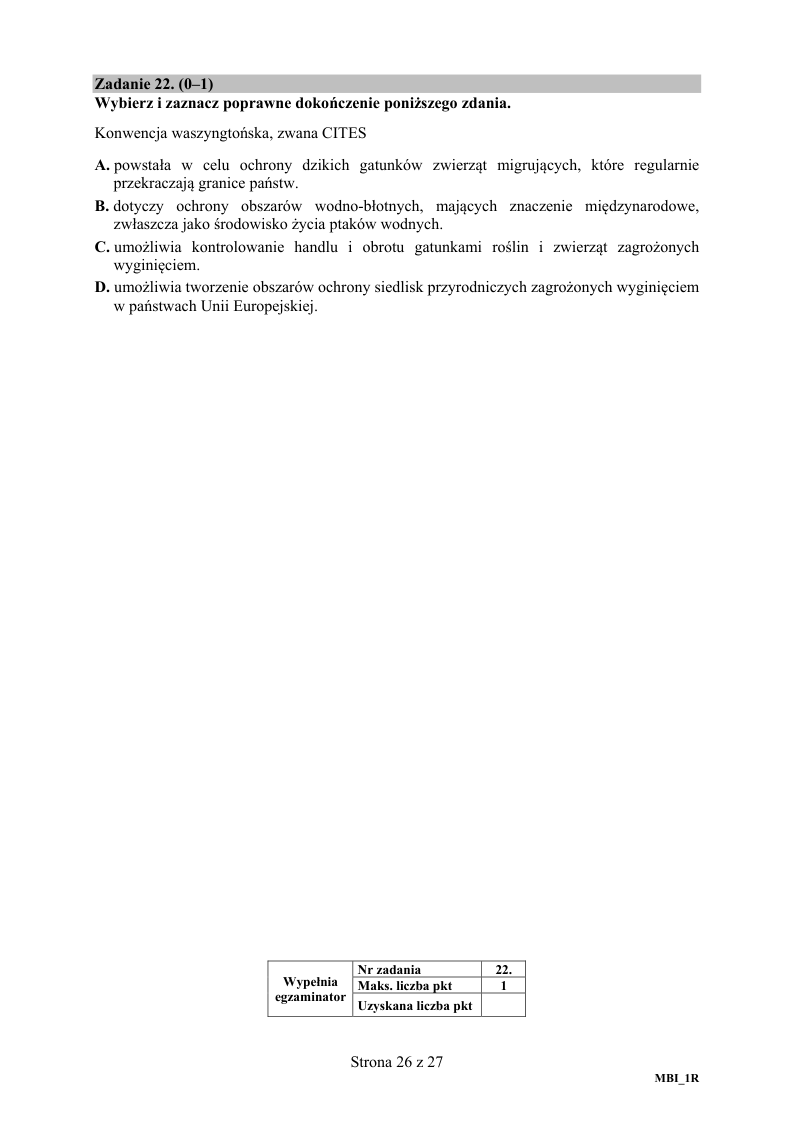 Zadanie 22. (0–1)
Wybierz i zaznacz poprawne dokończenie poniższego zdania.
Konwencja waszyngtońska, zwana CITES
A. powstała w celu ochrony dzikich gatunków zwierząt migrujących, które regularnie
przekraczają granice państw.
B. dotyczy ochrony obszarów wodno-błotnych, mających znaczenie międzynarodowe,
zwłaszcza jako środowisko życia ptaków wodnych.
C. umożliwia kontrolowanie handlu i obrotu gatunkami roślin i zwierząt zagrożonych
wyginięciem.
D. umożliwia tworzenie obszarów ochrony siedlisk przyrodniczych zagrożonych wyginięciem
w państwach Unii Europejskiej.
Wypełnia
egzaminator
Nr zadania 22.
Maks. liczba pkt 1
Uzyskana liczba pkt
Strona 26 z 27
MBI_1R